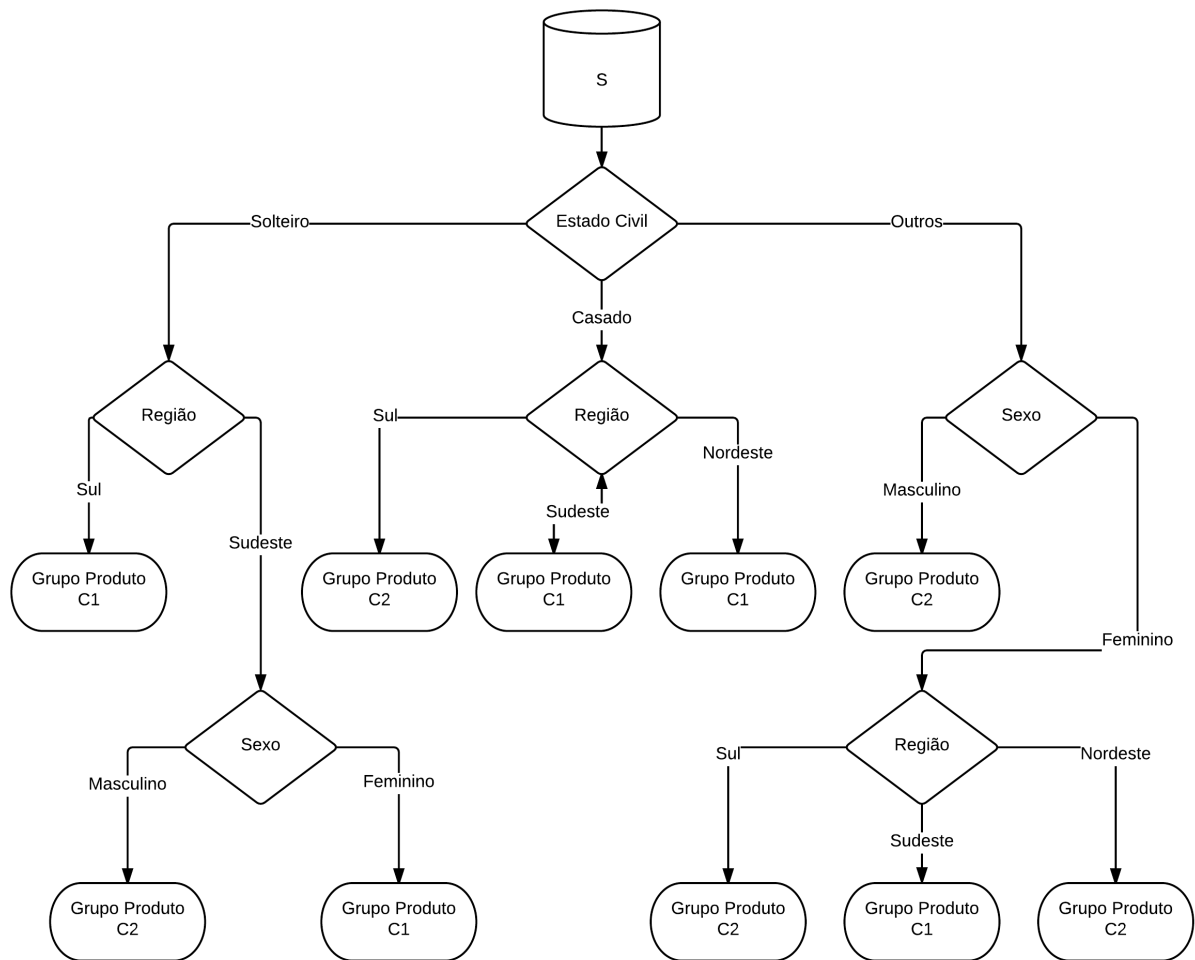 S
Estado Civil
Solteiro
Outros
Casado
Região
Região
Sexo
Sul
Nordeste
Sul
Masculino
Sudeste
Sudeste
Grupo Produto
C1
Grupo Produto
C2
Grupo Produto
C1
Grupo Produto
C1
Grupo Produto
C2
Feminino
Sexo
Região
Sul
Nordeste
Masculino
Feminino
Sudeste
Grupo Produto
C2
Grupo Produto
C1
Grupo Produto
C2
Grupo Produto
C1
Grupo Produto
C2